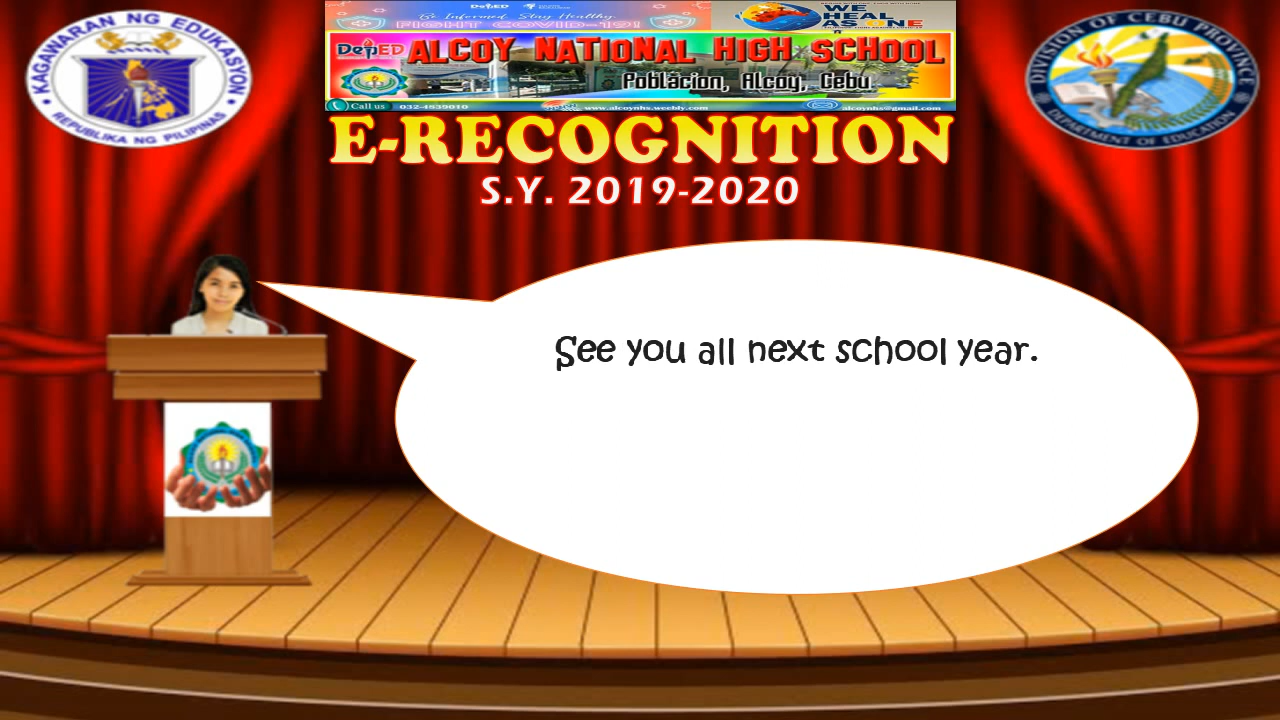 KAGAWARAN NG EDUKASYON
REPUBLIKA NG PILIPINAS
DepED
Be Informed. Stay Healthy.
FIGHT COVID-19!
WE
HEAL
AS ONE
DepED ALCOY NATIONAL HIGH SCHOOL
Poblacion, Alcoy, Cebu
Call us 032-4839010
www.alcoynhs.weebly.com
alcoynhs@gmail.com
DIVISION OF CEBU PROVINCE
DEPARTMENT OF EDUCATION
E-RECOGNITION
S.Y. 2019-2020
See you all next school year.